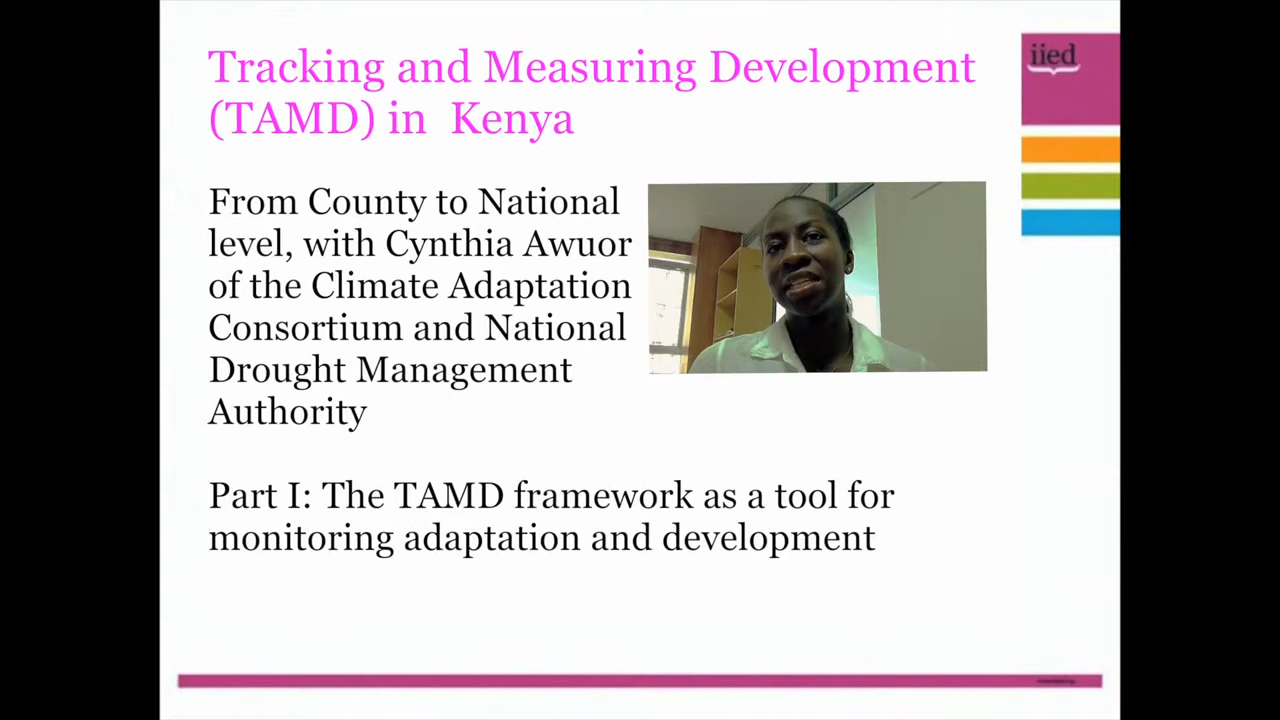 Tracking and Measuring Development
(TAMD) in Kenya
iied
From County to National
level, with Cynthia Awuor
of the Climate Adaptation
Consortium and National
Drought Management
Authority
Part I: The TAMD framework as a tool for
monitoring adaptation and development